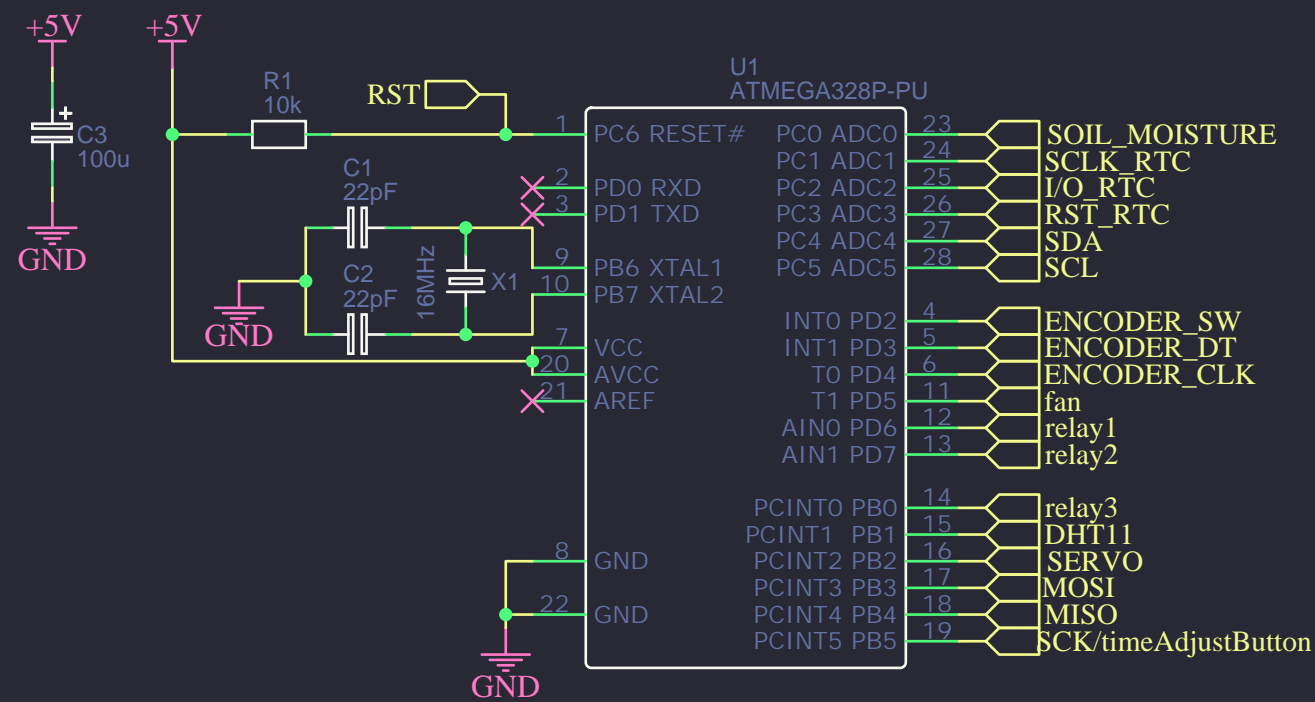 +5V
+5V
C3
100u
GND
R1
10k
RST
C1
22pF
C2
22pF
16MHz
X1
GND
U1
ATMEGA328P-PU
1 PC6 RESET#
2 PD0 RXD
3 PD1 TXD
9 PB6 XTAL1
10 PB7 XTAL2
7 VCC
20 AVCC
21 AREF
8 GND
22 GND
GND
PC0 ADC0 23 SOIL_MOISTURE
PC1 ADC1 24 SCLK_RTC
PC2 ADC2 25 I/O_RTC
PC3 ADC3 26 RST_RTC
PC4 ADC4 27 SDA
PC5 ADC5 28 SCL
INT0 PD2 4 ENCODER_SW
INT1 PD3 5 ENCODER_DT
T0 PD4 6 ENCODER_CLK
T1 PD5 11 fan
AIN0 PD6 12 relay1
AIN1 PD7 13 relay2
PCINT0 PB0 14 relay3
PCINT1 PB1 15 DHT11
PCINT2 PB2 16 SERVO
PCINT3 PB3 17 MOSI
PCINT4 PB4 18 MISO
PCINT5 PB5 19 SCK/timeAdjustButton